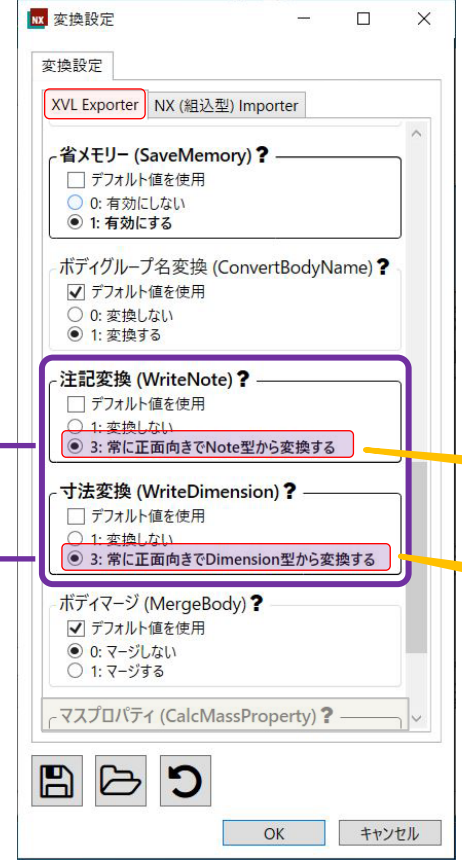 NX 変換設定
変換設定
XVL Exporter NX (組込型) Importer
省メモリー (SaveMemory) ?
デフォルト値を使用
0: 有効にしない
1: 有効にする
ボディグループ名変換 (ConvertBodyName) ?
デフォルト値を使用
0: 変換しない
1: 変換する
注記変換 (WriteNote) ?
デフォルト値を使用
1: 変換しない
3: 常に正面向きでNote型から変換する
寸法変換 (WriteDimension) ?
デフォルト値を使用
1: 変換しない
3: 常に正面向きでDimension型から変換する
ボディマージ (MergeBody) ?
デフォルト値を使用
0: マージしない
1: マージする
マスプロパティ (CalcMassProperty) ?
OK キャンセル